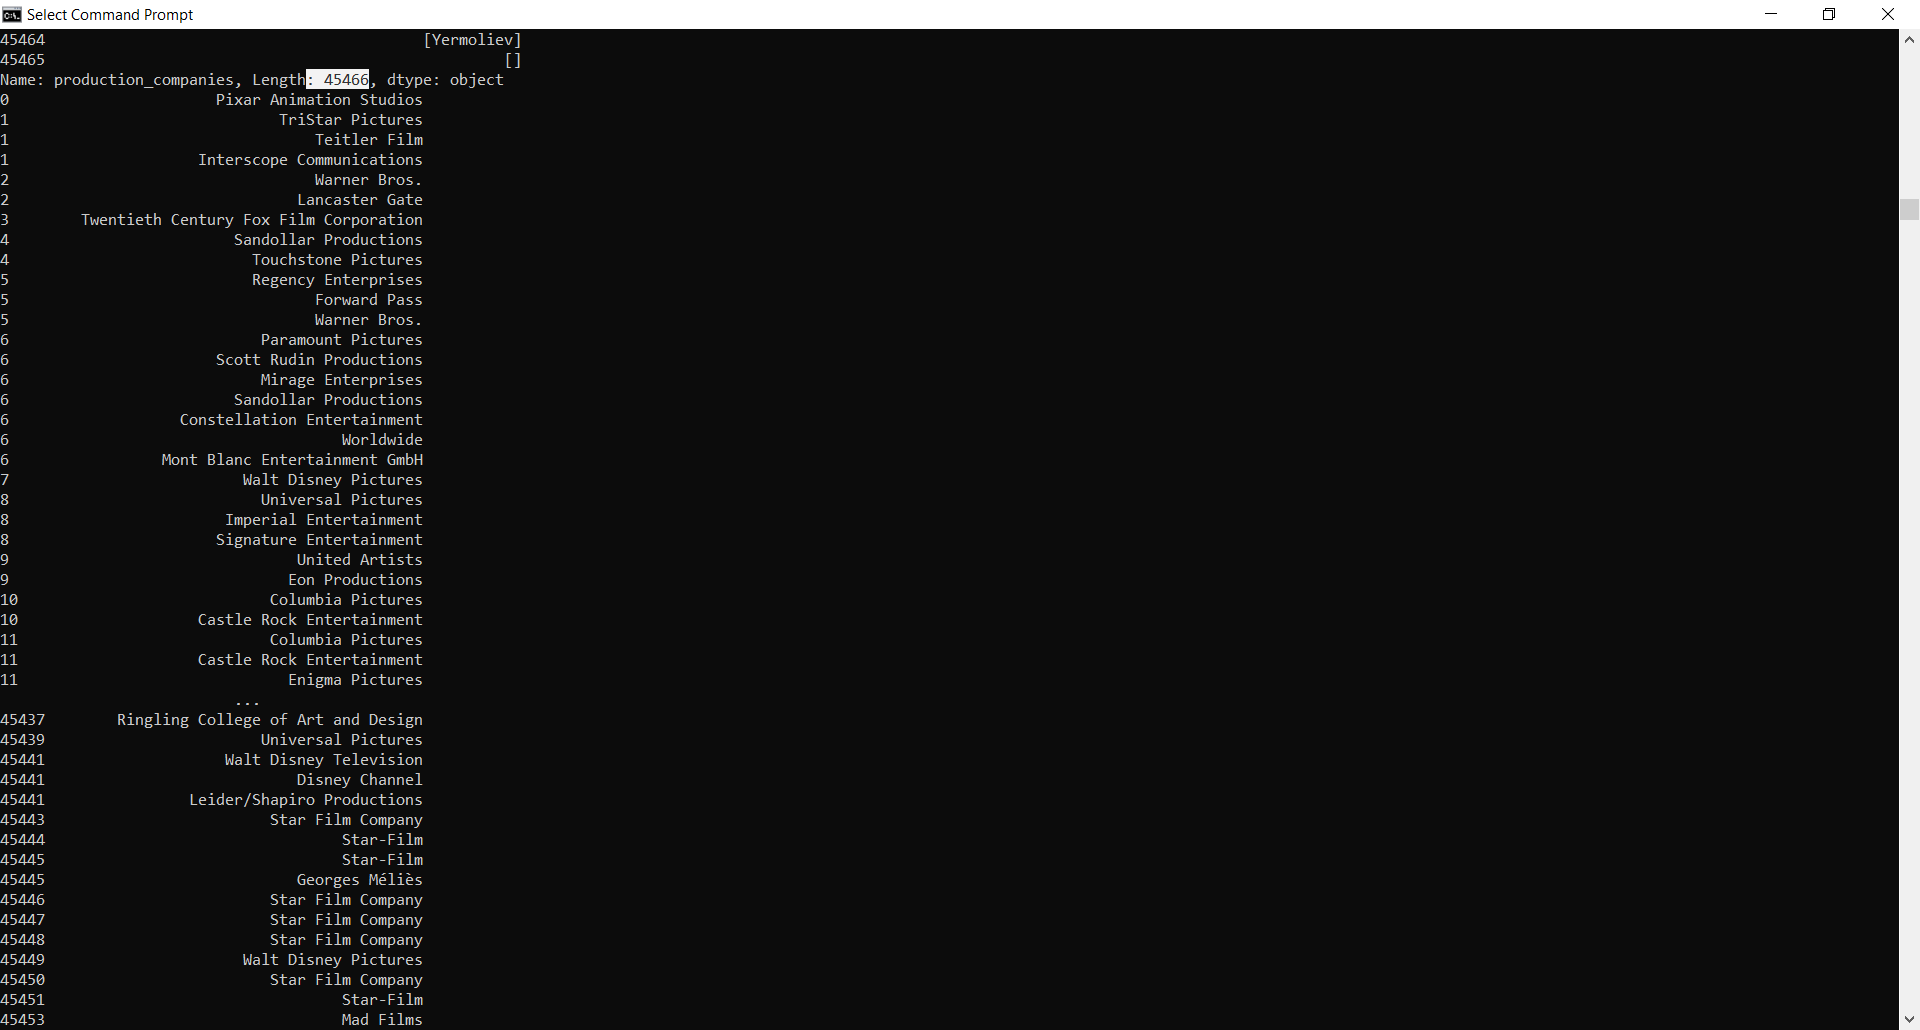 Select Command Prompt
45464 [Yermoliev]
45465 []
Name: production_companies, Length: 45466, dtype: object
0 Pixar Animation Studios
1 TriStar Pictures
1 Teitler Film
1 Interscope Communications
2 Warner Bros.
2 Lancaster Gate
3 Twentieth Century Fox Film Corporation
4 Sandollar Productions
4 Touchstone Pictures
5 Regency Enterprises
5 Forward Pass
5 Warner Bros.
6 Paramount Pictures
6 Scott Rudin Productions
6 Mirage Enterprises
6 Sandollar Productions
6 Constellation Entertainment
6 Worldwide
6 Mont Blanc Entertainment GmbH
7 Walt Disney Pictures
8 Universal Pictures
8 Imperial Entertainment
8 Signature Entertainment
9 United Artists
9 Eon Productions
10 Columbia Pictures
10 Castle Rock Entertainment
11 Columbia Pictures
11 Castle Rock Entertainment
11 Enigma Pictures
...
45437 Ringling College of Art and Design
45439 Universal Pictures
45441 Walt Disney Television
45441 Disney Channel
45441 Leider/Shapiro Productions
45443 Star Film Company
45444 Star-Film
45445 Star-Film
45445 Georges Méliès
45446 Star Film Company
45447 Star Film Company
45448 Star Film Company
45449 Walt Disney Pictures
45450 Star Film Company
45451 Star-Film
45453 Mad Films